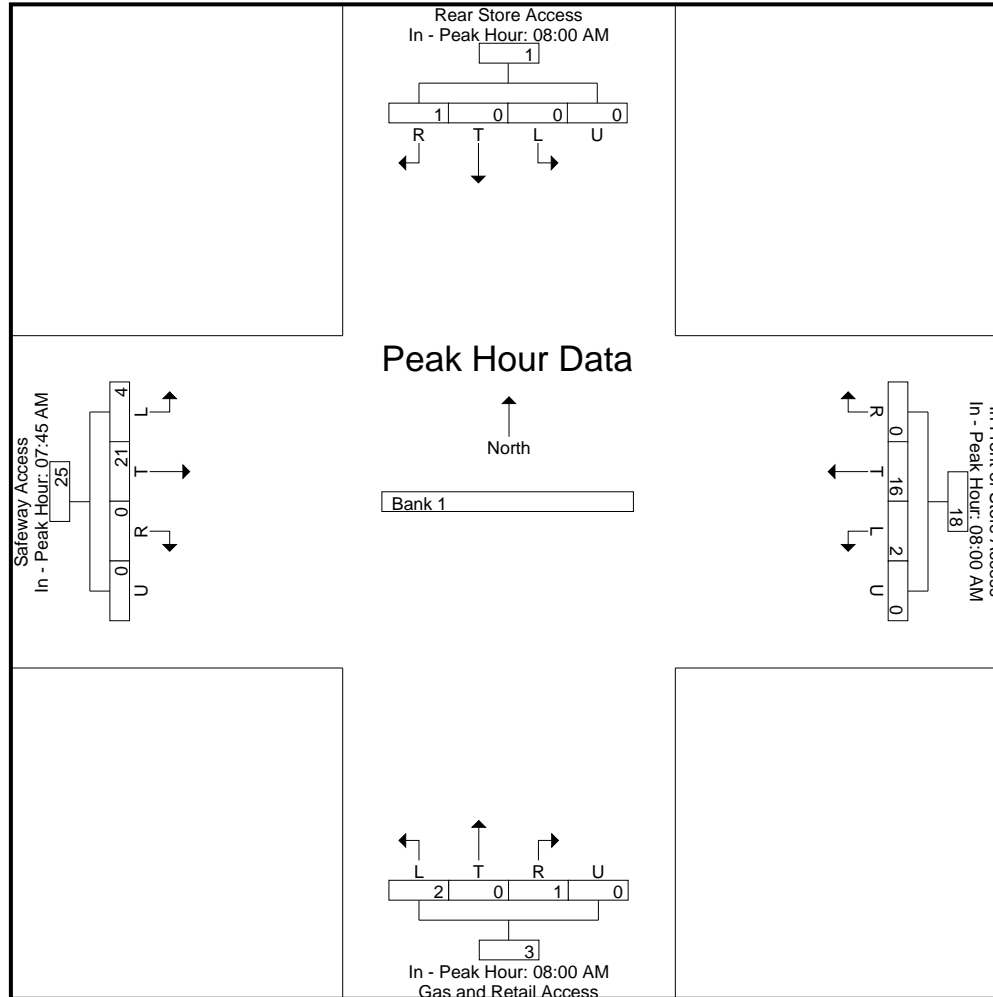 Rear Store Access
In - Peak Hour: 08:00 AM
1
1 0 0 0
R T L U
Peak Hour Data
North
Bank 1
Safeway Access
In - Peak Hour: 07:45 AM
25
4 21 0 0
L T R U
Store Access
In - Peak Hour: 08:00 AM
18
0 16 2 0
R T L U
L T R U
2 0 1 0
3
In - Peak Hour: 08:00 AM
Gas and Retail Access